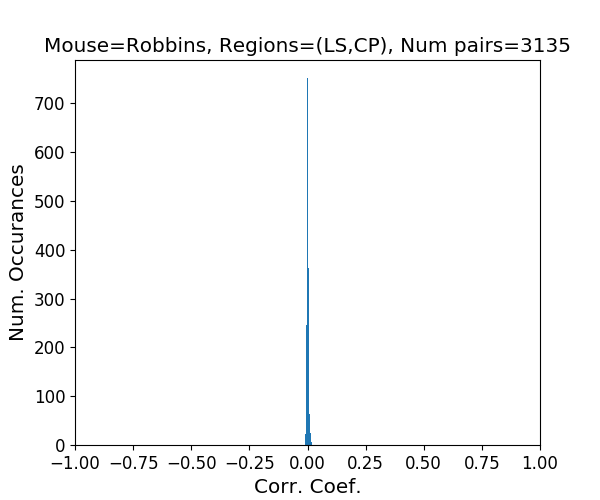 Mouse=Robbins, Regions=(LS,CP), Num pairs=3135
Num. Occurances
700
600
500
400
300
200
100
0
−1.00 −0.75 −0.50 −0.25 0.00 0.25 0.50 0.75 1.00
Corr. Coef.